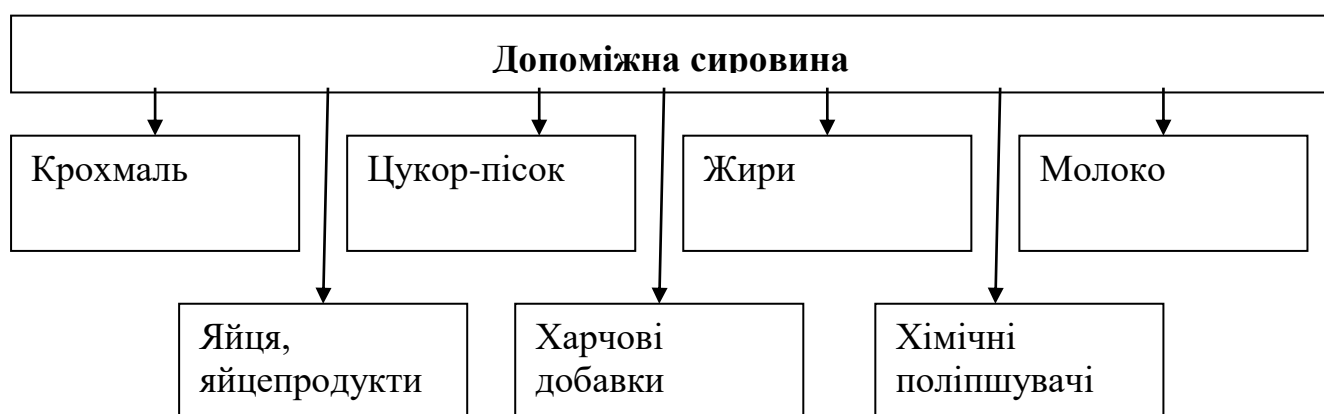 Допоміжна сировина
Крохмаль
Цукор-пісок
Жири
Молоко
Яйця,
яйцепродукти
Харчові
добавки
Хімічні
поліпшувачі